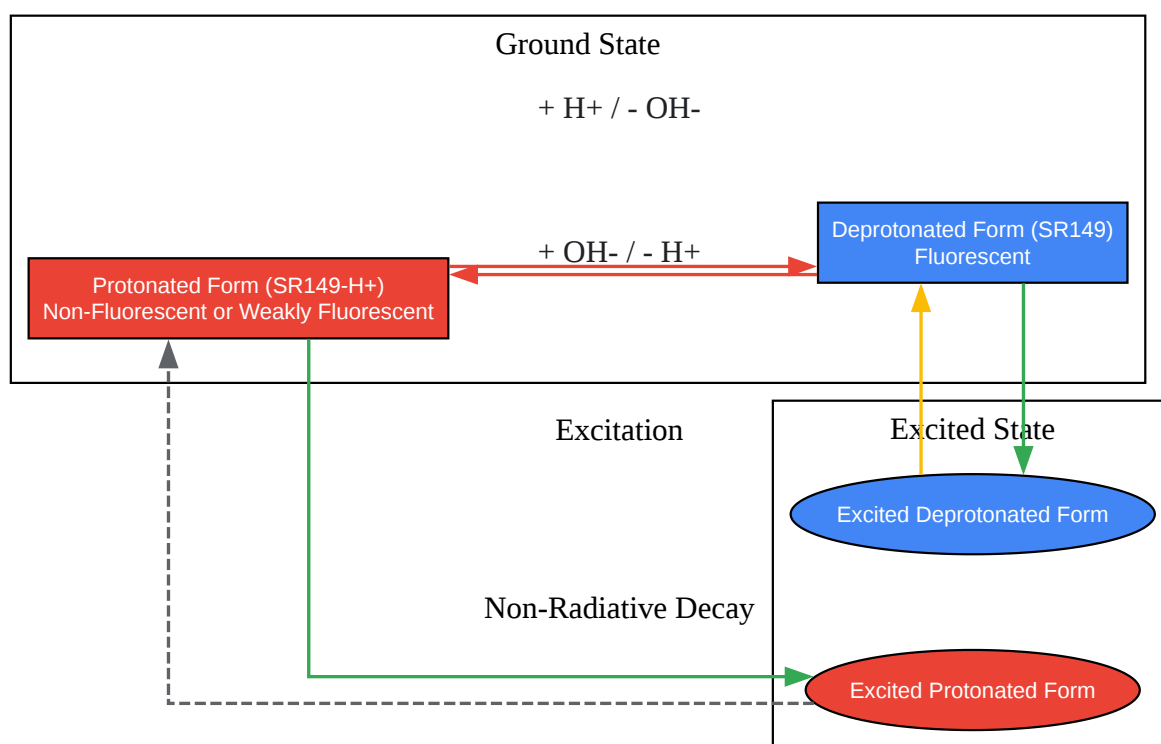 Ground State
+ H+ / - OH-
Deprotonated Form (SR149)
Fluorescent
+ OH- / - H+
Protonated Form (SR149-H+)
Non-Fluorescent or Weakly Fluorescent
Excitation
Excited State
Excited Deprotonated Form
Non-Radiative Decay
Excited Protonated Form